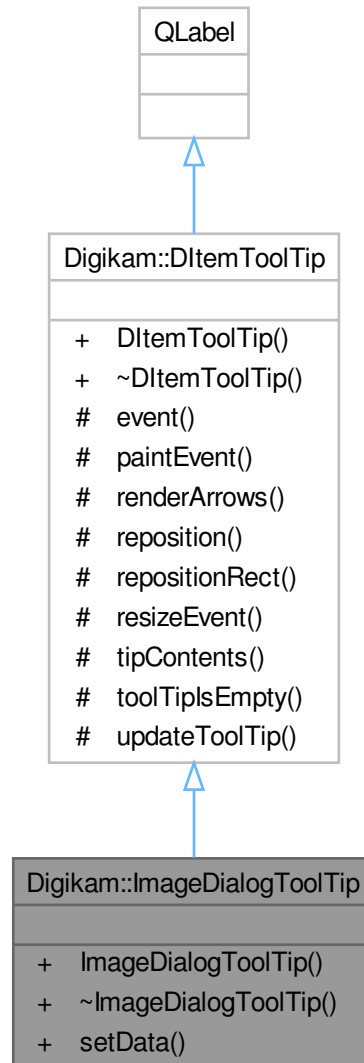 QLabel
Digikam::DItemToolTip
+ DItemToolTip()
+ ~DItemToolTip()
# event()
# paintEvent()
# renderArrows()
# reposition()
# repositionRect()
# resizeEvent()
# tipContents()
# toolTipIsEmpty()
# updateToolTip()
Digikam::ImageDialogToolTip
+ ImageDialogToolTip()
+ ~ImageDialogToolTip()
+ setData()